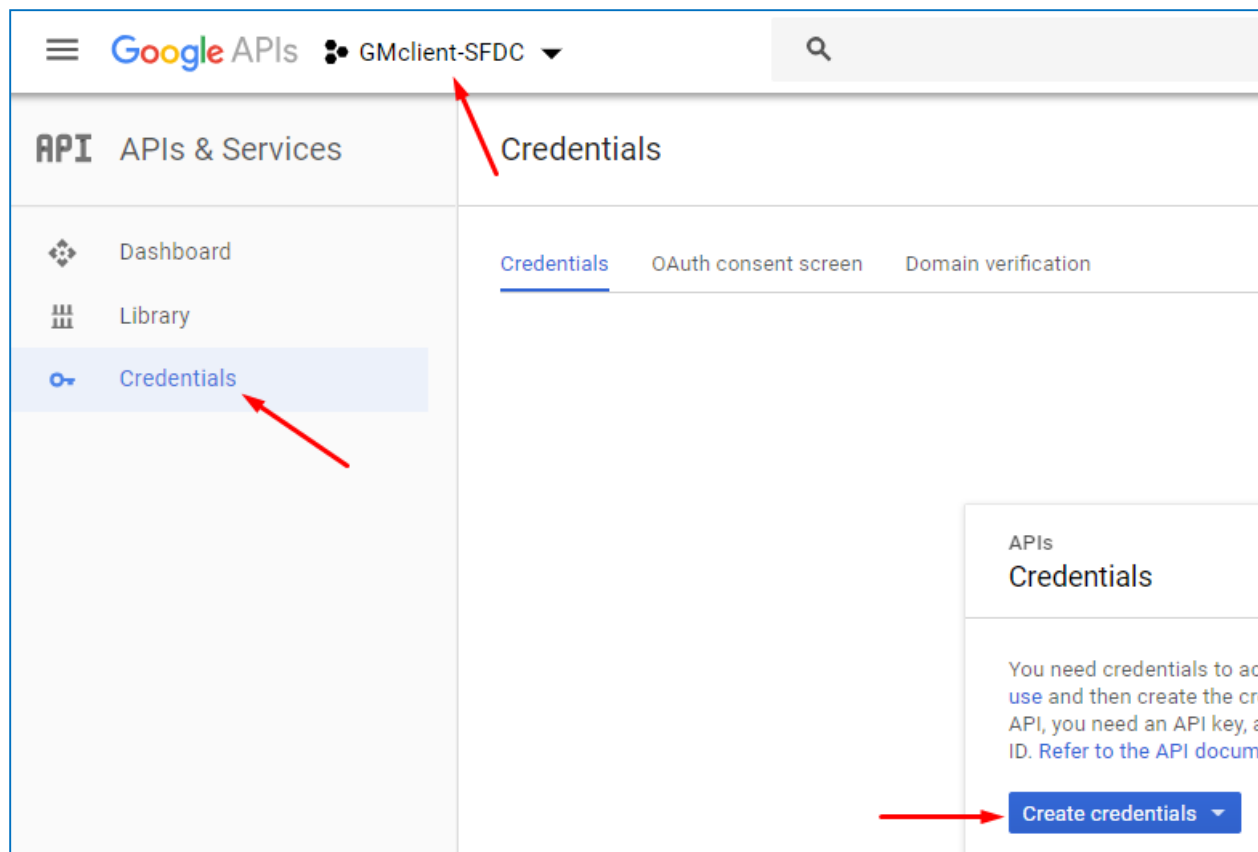 Google APIs GMclient-SFDC
API APIs & Services
Credentials
Dashboard
Library
Credentials
Credentials OAuth consent screen Domain verification
APIs
Credentials
You need credentials to ac
use and then create the cr
API, you need an API key, a
ID. Refer to the API docum
Create credentials